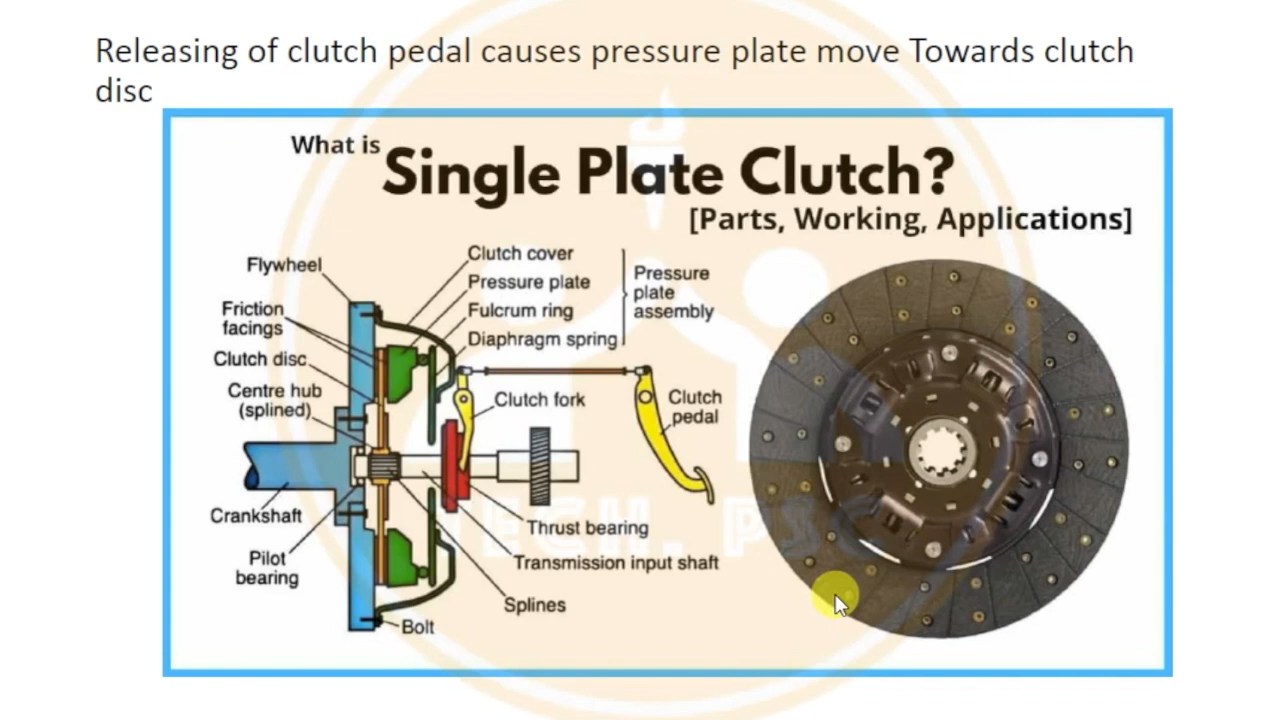 Releasing of clutch pedal causes pressure plate move Towards clutch
disc
What is
Single Plate Clutch?
[Parts, Working, Applications]
Flywheel
Friction
facings
Clutch disc
Centre hub
(splined)
Crankshaft
Pilot
bearing
Clutch cover
Pressure plate
Fulcrum ring
Diaphragm spring
Pressure
plate
assembly
Clutch fork
Clutch
pedal
Thrust bearing
Transmission input shaft
Splines
Bolt
TECH. PSC